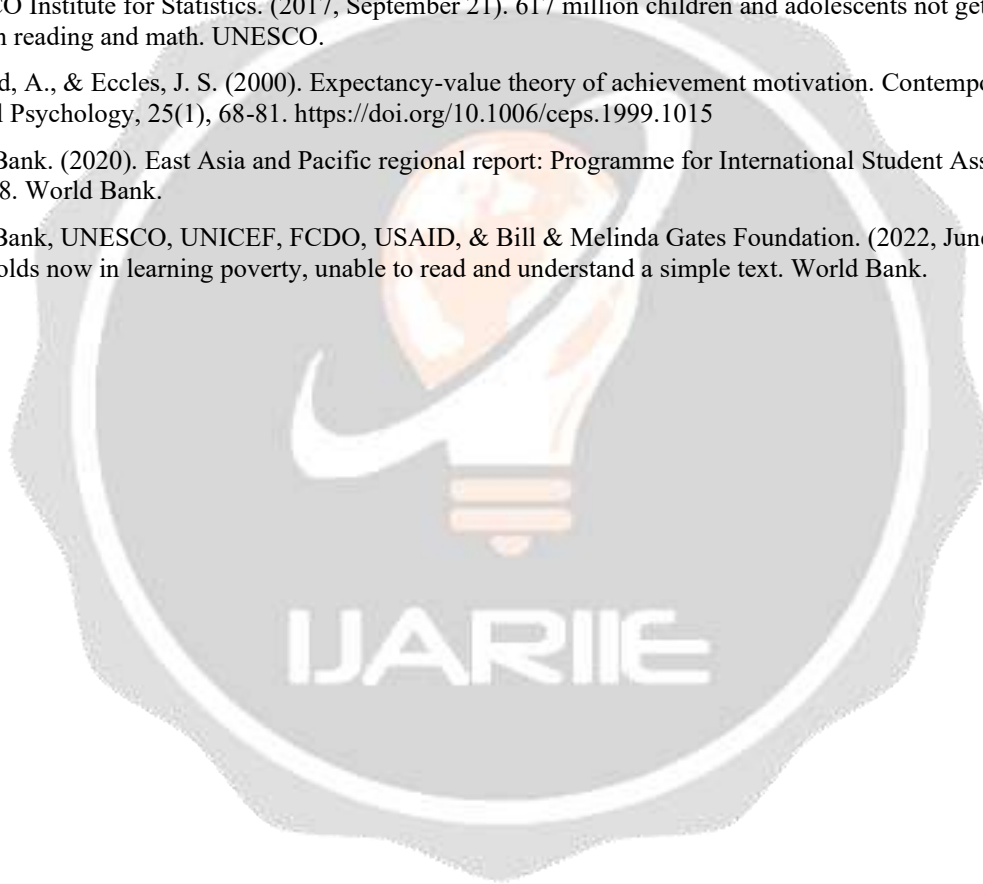 O Institute for Statistics. (2017, September 21). 617 million children and adolescents not get
n reading and math. UNESCO.
d, A., & Eccles, J. S. (2000). Expectancy-value theory of achievement motivation. Contempo
l Psychology, 25(1), 68-81. https://doi.org/10.1006/ceps.1999.1015
Bank. (2020). East Asia and Pacific regional report: Programme for International Student Ass
8. World Bank.
Bank, UNESCO, UNICEF, FCDO, USAID, & Bill & Melinda Gates Foundation. (2022, June
olds now in learning poverty, unable to read and understand a simple text. World Bank.
IJARIIE